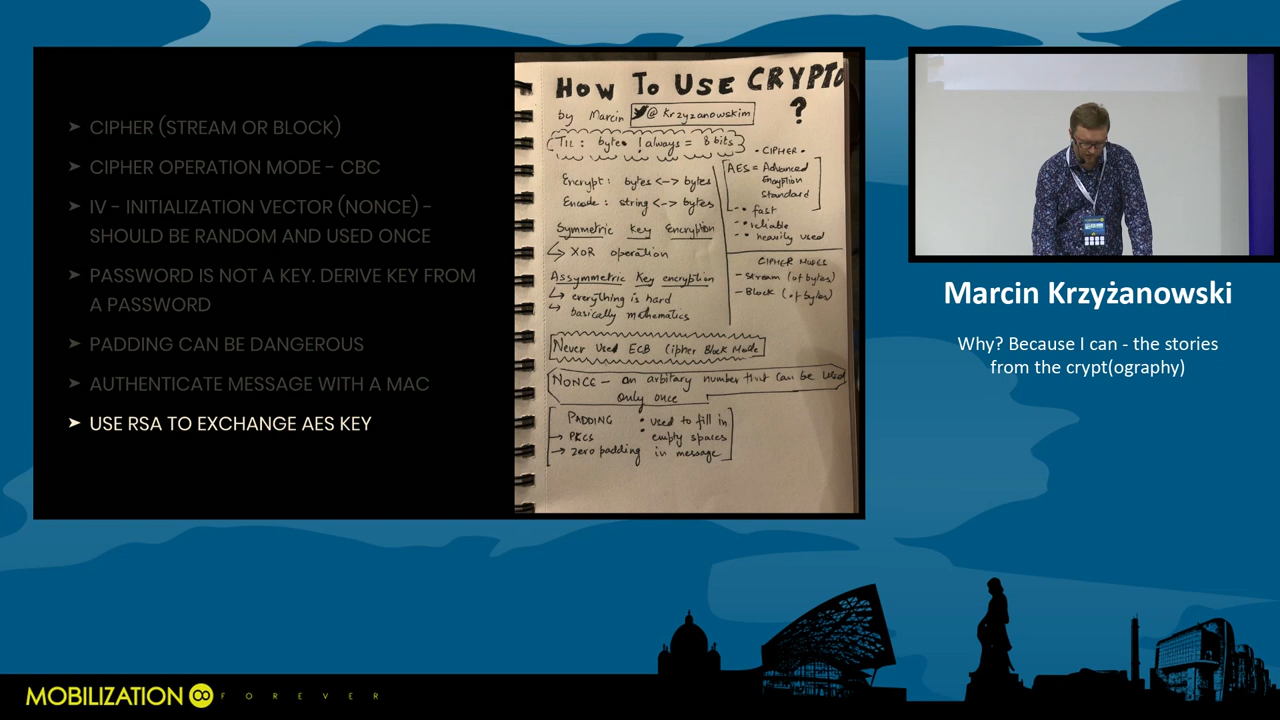 ➤ CIPHER (STREAM OR BLOCK)
➤ CIPHER OPERATION MODE - CBC
➤ IV - INITIALIZATION VECTOR (NONCE) -
SHOULD BE RANDOM AND USED ONCE
➤ PASSWORD IS NOT A KEY. DERIVE KEY FROM
A PASSWORD
➤ PADDING CAN BE DANGEROUS
➤ AUTHENTICATE MESSAGE WITH A MAC
➤ USE RSA TO EXCHANGE AES KEY
HOW TO USE CRYPTO
?
by Marcin @krzyzanowskim
TIL: byte !always = 8 bits
Encrypt: bytes <-> bytes
Encode: string <-> bytes
Symmetric Key Encryption
↳ XOR operation
Assymmetric Key encryption
↳ everything is hard
↳ basically mathematics
• CIPHER •
AES = Advanced
Encryption
Standard
-• fast
-• reliable
-• heavily used
CIPHER MODES
- Stream (of bytes)
- Block (of bytes)
Never Used ECB Cipher Block Mode
NONCE - an arbitary number that can be used
only once
PADDING : used to fill in
→ PKCS • empty spaces
→ zero padding in message
Marcin Krzyżanowski
Why? Because I can - the stories
from the crypt(ography)
MOBILIZATION ∞ FOREVER